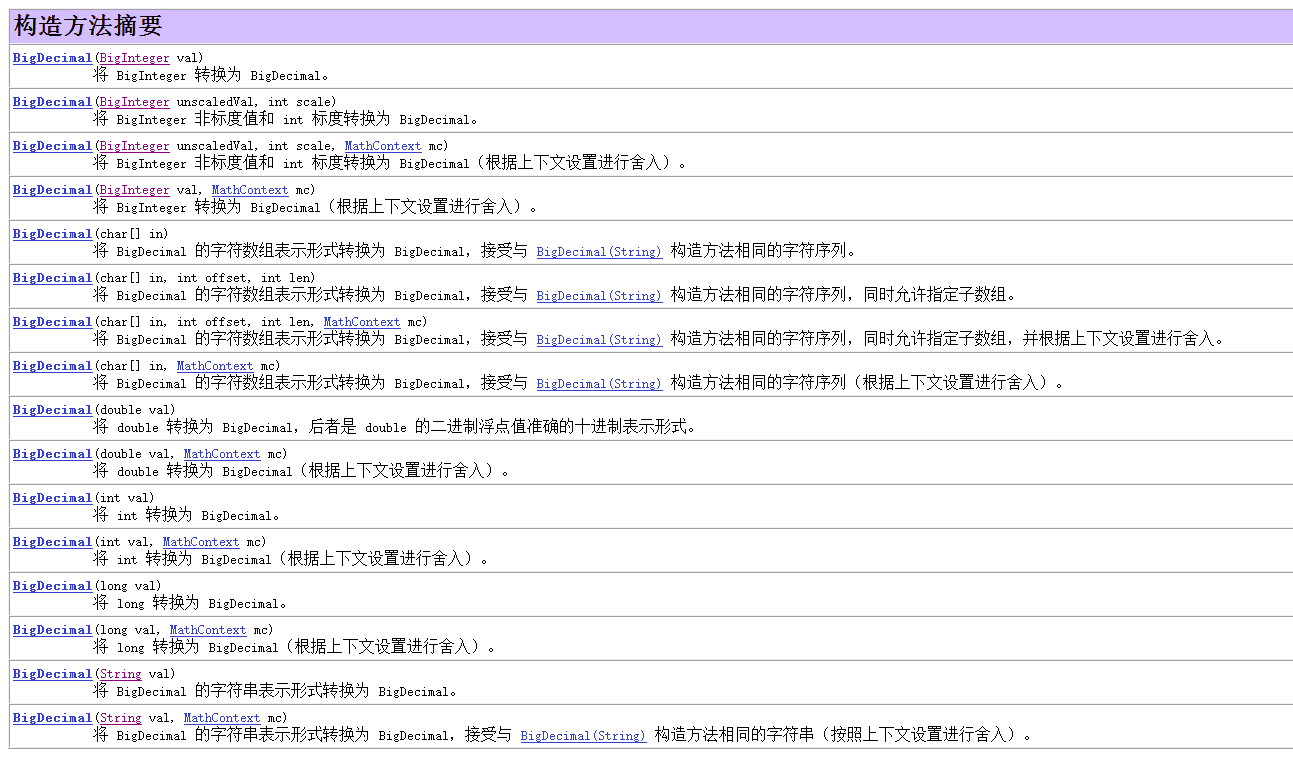 构造方法摘要
BigDecimal(BigInteger val)
将 BigInteger 转换为 BigDecimal。
BigDecimal(BigInteger unscaledVal, int scale)
将 BigInteger 非标度值和 int 标度转换为 BigDecimal。
BigDecimal(BigInteger unscaledVal, int scale, MathContext mc)
将 BigInteger 非标度值和 int 标度转换为 BigDecimal（根据上下文设置进行舍入）。
BigDecimal(BigInteger val, MathContext mc)
将 BigInteger 转换为 BigDecimal（根据上下文设置进行舍入）。
BigDecimal(char[] in)
将 BigDecimal 的字符数组表示形式转换为 BigDecimal，接受与 BigDecimal(String) 构造方法相同的字符序列。
BigDecimal(char[] in, int offset, int len)
将 BigDecimal 的字符数组表示形式转换为 BigDecimal，接受与 BigDecimal(String) 构造方法相同的字符序列，同时允许指定子数组。
BigDecimal(char[] in, int offset, int len, MathContext mc)
将 BigDecimal 的字符数组表示形式转换为 BigDecimal，接受与 BigDecimal(String) 构造方法相同的字符序列，同时允许指定子数组，并根据上下文设置进行舍入。
BigDecimal(char[] in, MathContext mc)
将 BigDecimal 的字符数组表示形式转换为 BigDecimal，接受与 BigDecimal(String) 构造方法相同的字符序列（根据上下文设置进行舍入）。
BigDecimal(double val)
将 double 转换为 BigDecimal，后者是 double 的二进制浮点值准确的十进制表示形式。
BigDecimal(double val, MathContext mc)
将 double 转换为 BigDecimal（根据上下文设置进行舍入）。
BigDecimal(int val)
将 int 转换为 BigDecimal。
BigDecimal(int val, MathContext mc)
将 int 转换为 BigDecimal（根据上下文设置进行舍入）。
BigDecimal(long val)
将 long 转换为 BigDecimal。
BigDecimal(long val, MathContext mc)
将 long 转换为 BigDecimal（根据上下文设置进行舍入）。
BigDecimal(String val)
将 BigDecimal 的字符串表示形式转换为 BigDecimal。
BigDecimal(String val, MathContext mc)
将 BigDecimal 的字符串表示形式转换为 BigDecimal，接受与 BigDecimal(String) 构造方法相同的字符串（按照上下文设置进行舍入）。